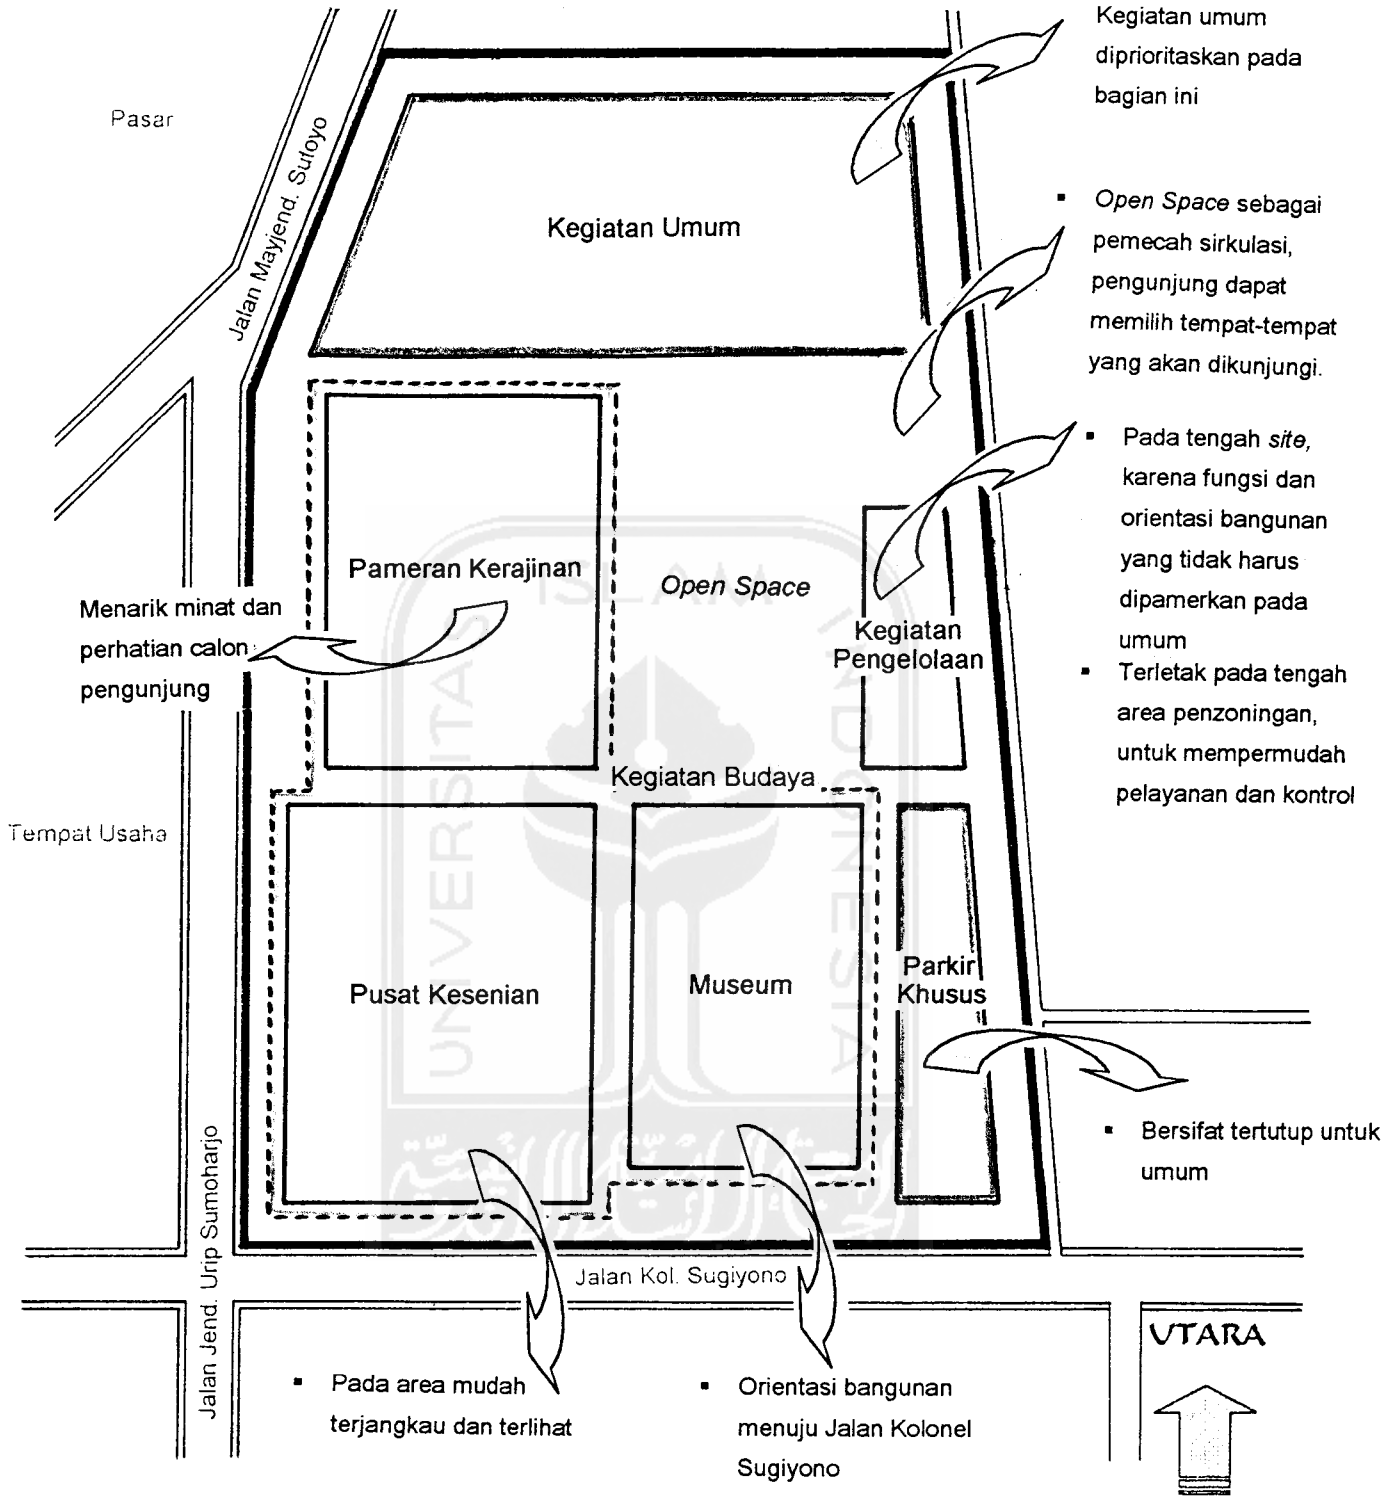 Kegiatan umum
diprioritaskan pada
bagian ini
Pasar
Jalan Mayjend. Sutoyo
Kegiatan Umum
▪ Open Space sebagai
pemecah sirkulasi,
pengunjung dapat
memilih tempat-tempat
yang akan dikunjungi.
▪ Pada tengah site,
karena fungsi dan
orientasi bangunan
yang tidak harus
dipamerkan pada
umum
▪ Terletak pada tengah
area penzoningan,
untuk mempermudah
pelayanan dan kontrol
Pameran Kerajinan
Open Space
Kegiatan
Pengelolaan
Menarik minat dan
perhatian calon
pengunjung
Kegiatan Budaya
Tempat Usaha
Pusat Kesenian
Museum
Parkir
Khusus
▪ Bersifat tertutup untuk
umum
Jalan Jend. Urip Sumoharjo
Jalan Kol. Sugiyono
▪ Pada area mudah
terjangkau dan terlihat
▪ Orientasi bangunan
menuju Jalan Kolonel
Sugiyono
UTARA
UNIVERSITAS
ISLAM
INDONESIA